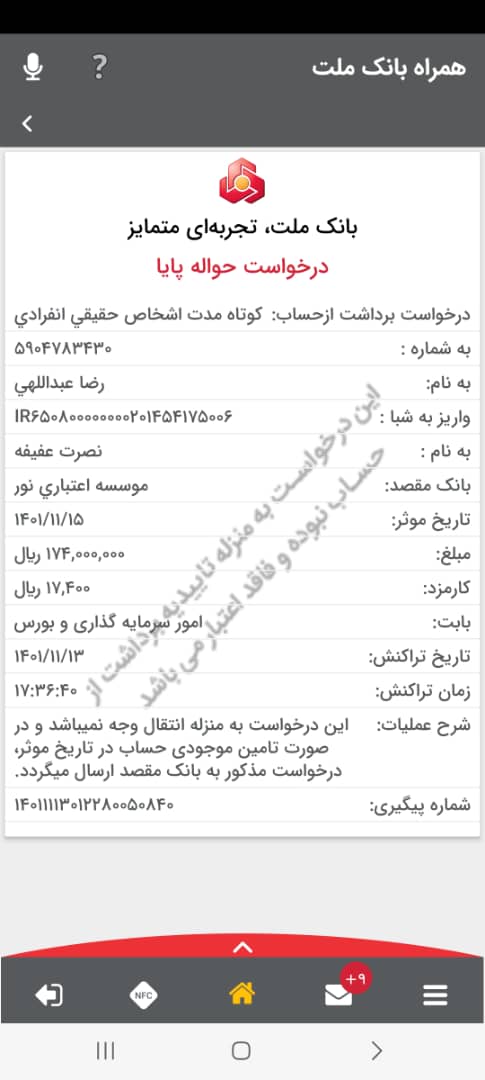 همراه بانک ملت
بانک ملت، تجربه‌ای متمایز
درخواست حواله پایا
درخواست برداشت ازحساب: کوتاه مدت اشخاص حقيقي انفرادي
به شماره : ۵۹۰۴۷۸۳۴۳۰
به نام: رضا عبداللهي
واریز به شبا : IR۶۵۰۸۰۰۰۰۰۰۰۰۲۰۱۴۵۴۱۷۵۰۰۶
به نام : نصرت عفیفه
بانک مقصد: موسسه اعتباري نور
تاریخ موثر: ۱۴۰۱/۱۱/۱۵
مبلغ: ۱۷۴,۰۰۰,۰۰۰ ریال
کارمزد: ۱۷,۴۰۰ ریال
بابت: امور سرمایه گذاری و بورس
تاریخ تراکنش: ۱۴۰۱/۱۱/۱۳
زمان تراکنش: ۱۷:۳۶:۴۰
شرح عملیات: این درخواست به منزله انتقال وجه نمیباشد و در
صورت تامین موجودی حساب در تاریخ موثر،
درخواست مذکور به بانک مقصد ارسال میگردد.
شماره پیگیری: ۱۴۰۱۱۱۱۳۰۱۲۲۸۰۰۵۰۸۴۰
این درخواست به منزله تاییدیه برداشت از
حساب نبوده و فاقد اعتبار می باشد
NFC
+۹